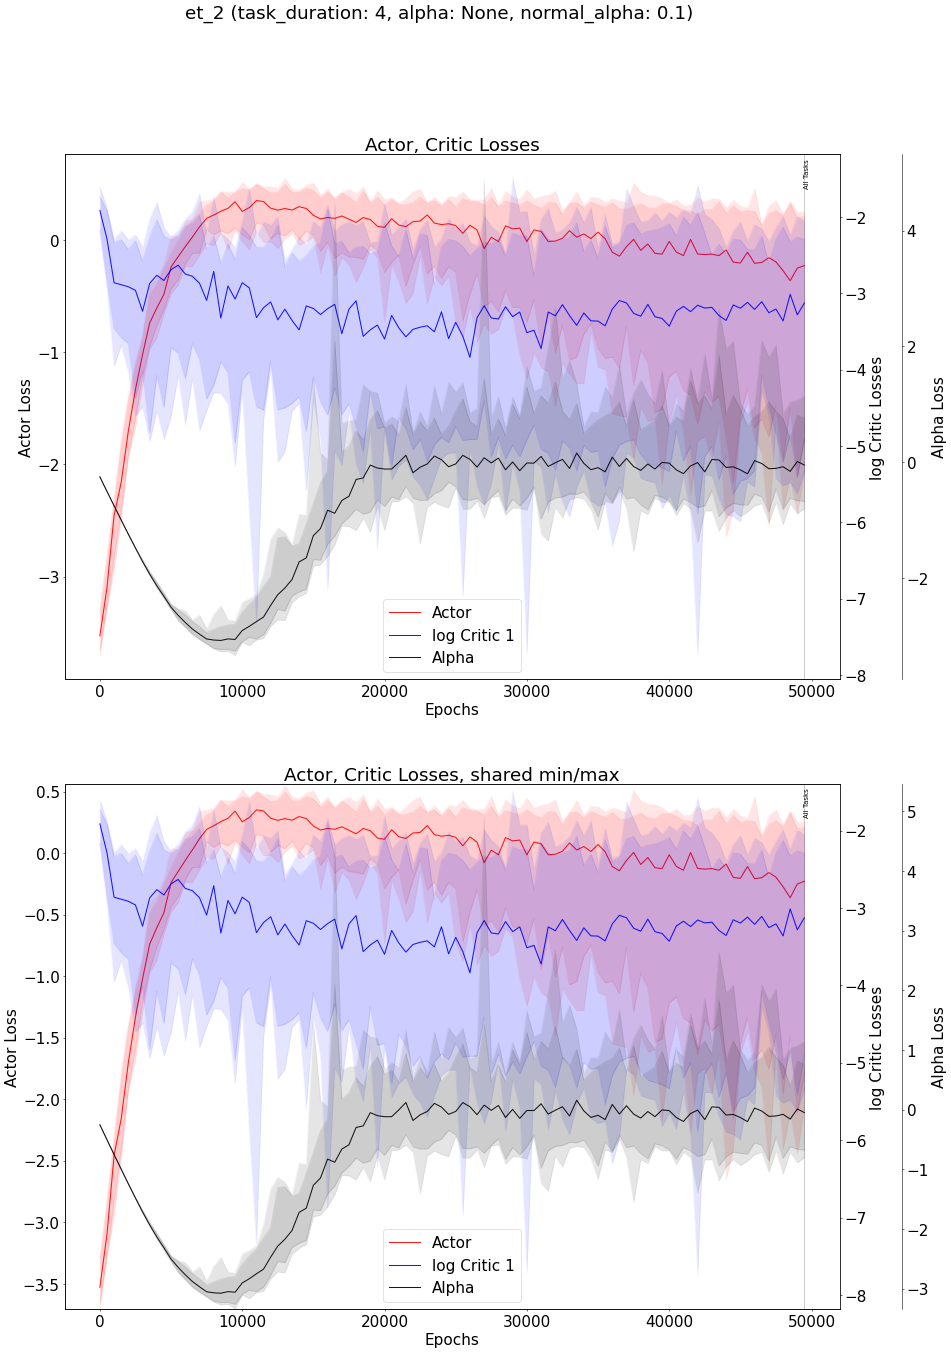 et_2 (task_duration: 4, alpha: None, normal_alpha: 0.1)
Actor, Critic Losses
All Tasks
0
−1
−2
−3
Actor Loss
−2
−3
−4
−5
−6
−7
−8
log Critic Losses
4
2
0
−2
Alpha Loss
Actor
log Critic 1
Alpha
0
10000
20000
30000
40000
50000
Epochs
Actor, Critic Losses, shared min/max
All Tasks
0.5
0.0
−0.5
−1.0
−1.5
−2.0
−2.5
−3.0
−3.5
Actor Loss
−2
−3
−4
−5
−6
−7
−8
log Critic Losses
5
4
3
2
1
0
−1
−2
−3
Alpha Loss
Actor
log Critic 1
Alpha
0
10000
20000
30000
40000
50000
Epochs